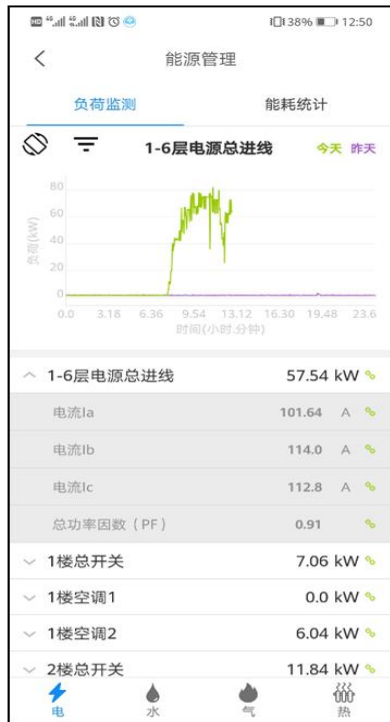 HD 4G 4G 38% 12:50
能源管理
负荷监测 能耗统计
1-6层电源总进线 今天 昨天
80
60
40
20
0
负荷(kW)
0.0 3.18 6.36 9.54 13.12 16.30 19.48 23.6
时间(小时.分钟)
1-6层电源总进线 57.54 kW
电流Ia 101.64 A
电流Ib 114.0 A
电流Ic 112.8 A
总功率因数（PF） 0.91
1楼总开关 7.06 kW
1楼空调1 0.0 kW
1楼空调2 6.04 kW
2楼总开关 11.84 kW
电 水 气 热